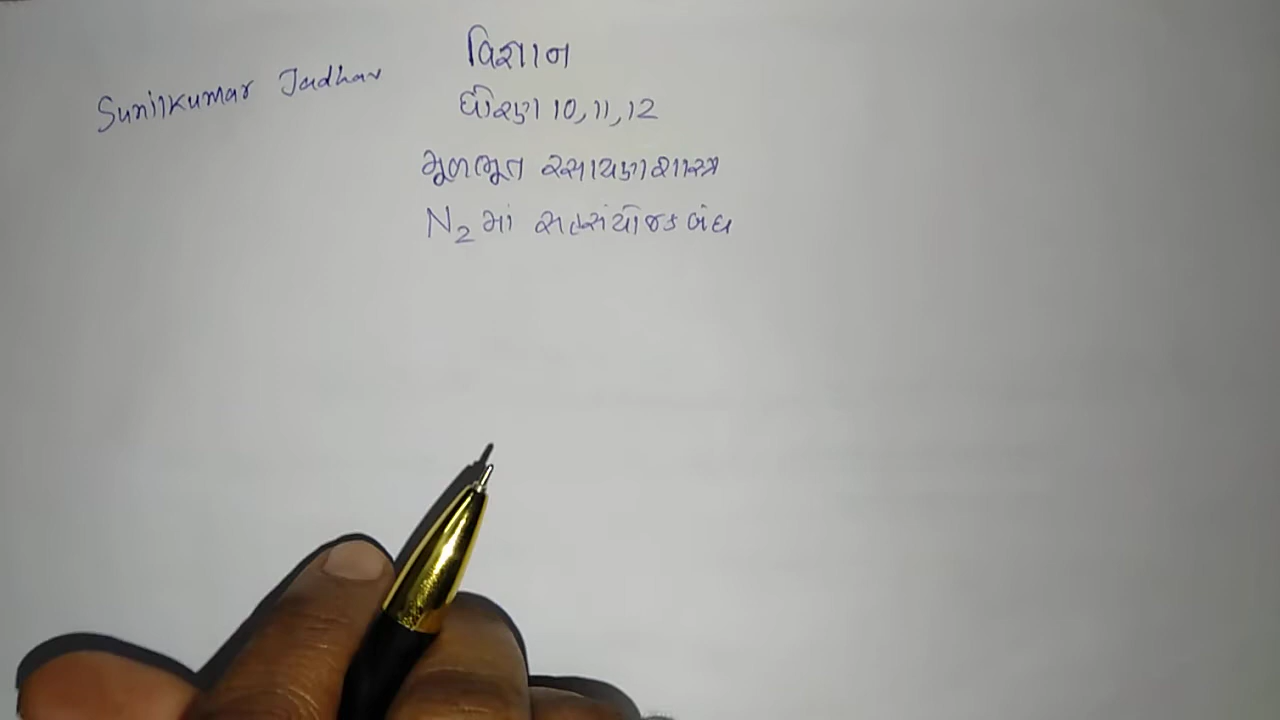 Sunilkumar Jadhav
વિજ્ઞાન
ધોરણ 10, 11, 12
મૂળભૂત રસાયણશાસ્ત્ર
N₂ માં સહસંયોજક બંધ